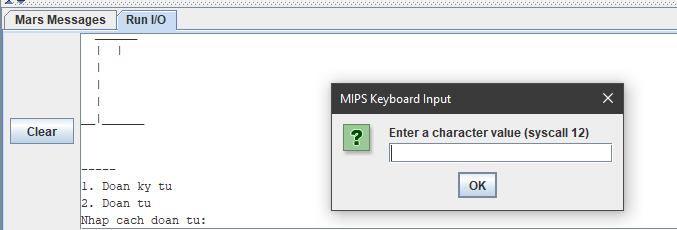 Mars Messages
Run I/O
Clear
-----
1. Doan ky tu
2. Doan tu
Nhap cach doan tu:
MIPS Keyboard Input
Enter a character value (syscall 12)
?
OK